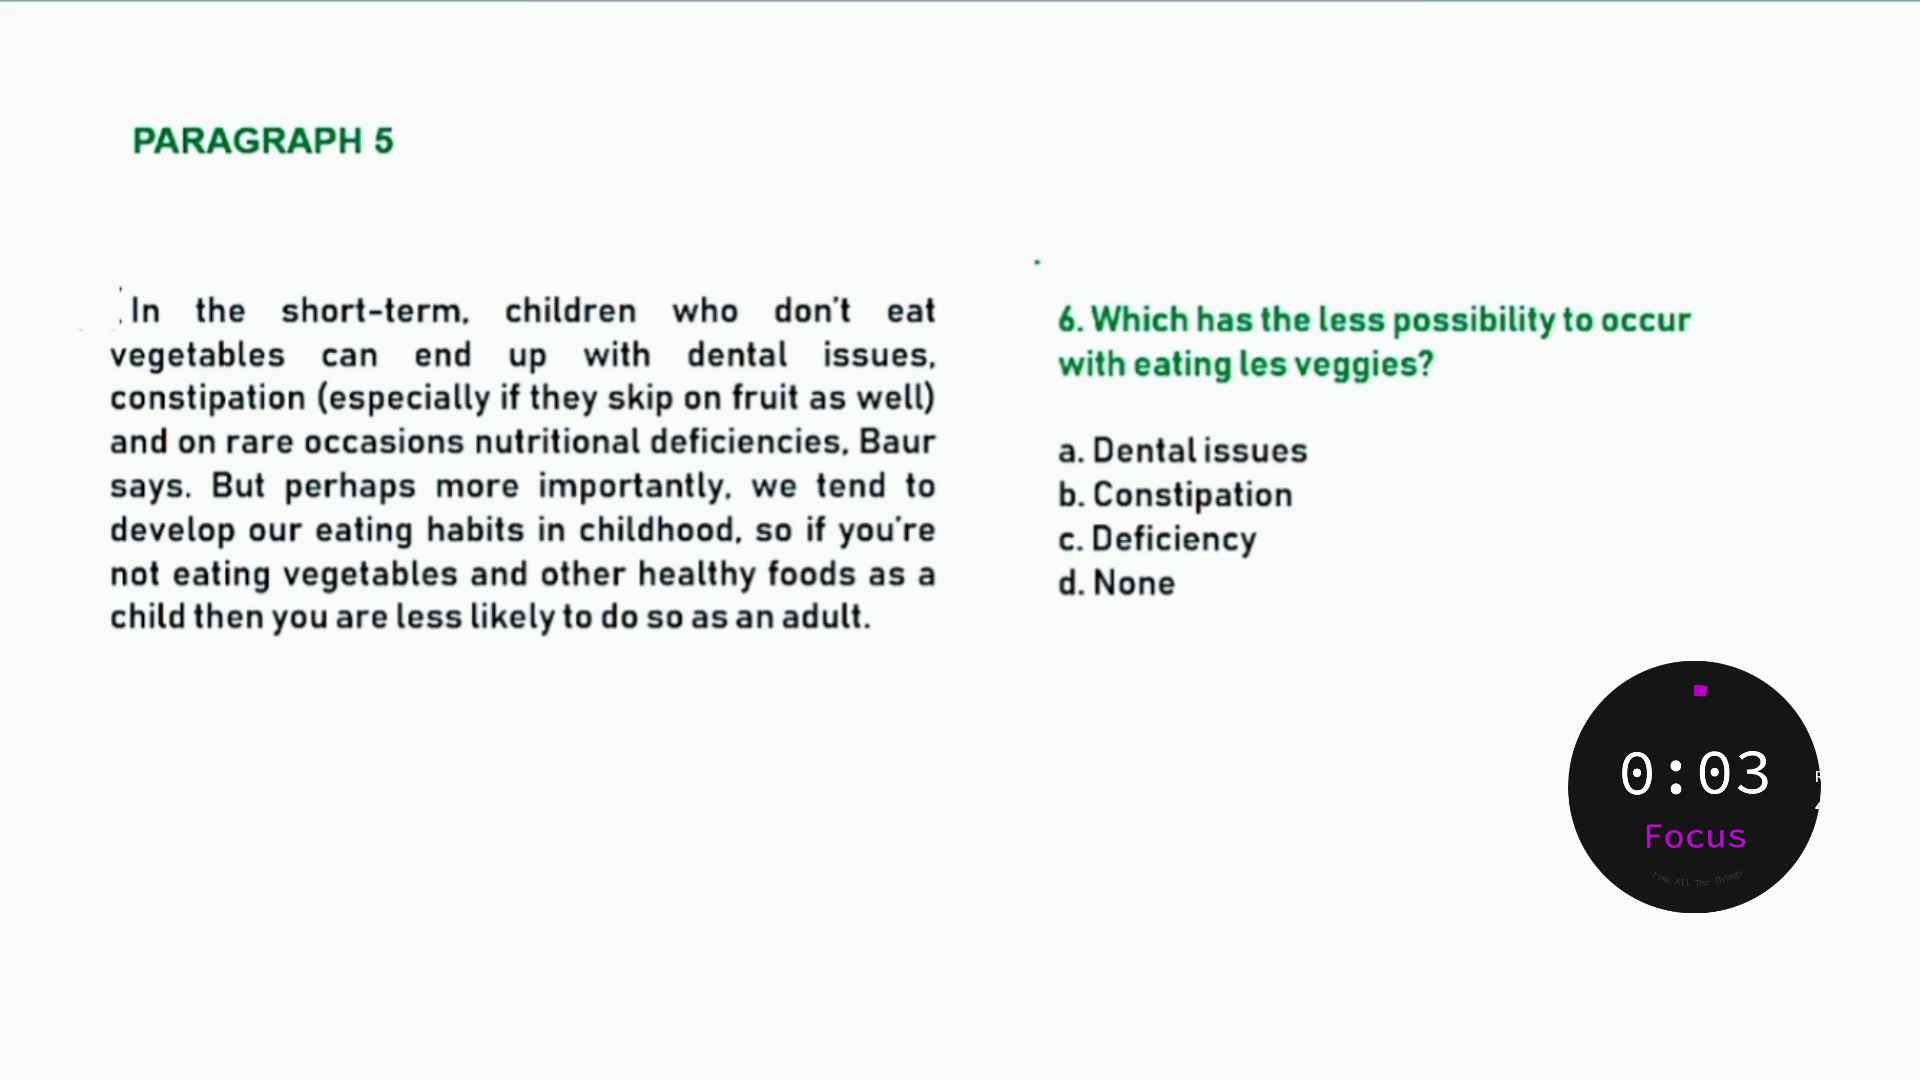 PARAGRAPH 5
In the short-term, children who don't eat
vegetables can end up with dental issues,
constipation (especially if they skip on fruit as well)
and on rare occasions nutritional deficiencies, Baur
says. But perhaps more importantly, we tend to
develop our eating habits in childhood, so if you're
not eating vegetables and other healthy foods as a
child then you are less likely to do so as an adult.
6. Which has the less possibility to occur
with eating les veggies?
a. Dental issues
b. Constipation
c. Deficiency
d. None
0:03
Focus
Time All The Things